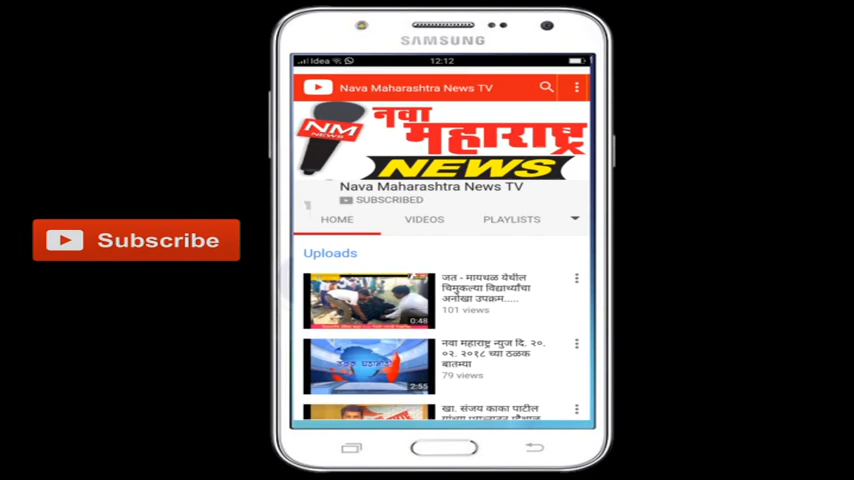 SAMSUNG
Idea
12:12
Nava Maharashtra News TV
NM
NEWS
नवा
महाराष्ट्र
NEWS
Nava Maharashtra News TV
SUBSCRIBED
HOME VIDEOS PLAYLISTS
Subscribe
Uploads
जत - मायथळ येथील
चिमुकल्या विद्यार्थ्यांचा
अनोखा उपक्रम.....
101 views
0:48
नवा महाराष्ट्र न्युज दि. २०.
०२. २०१८ च्या ठळक
बातम्या
79 views
2:55
खा. संजय काका पाटील